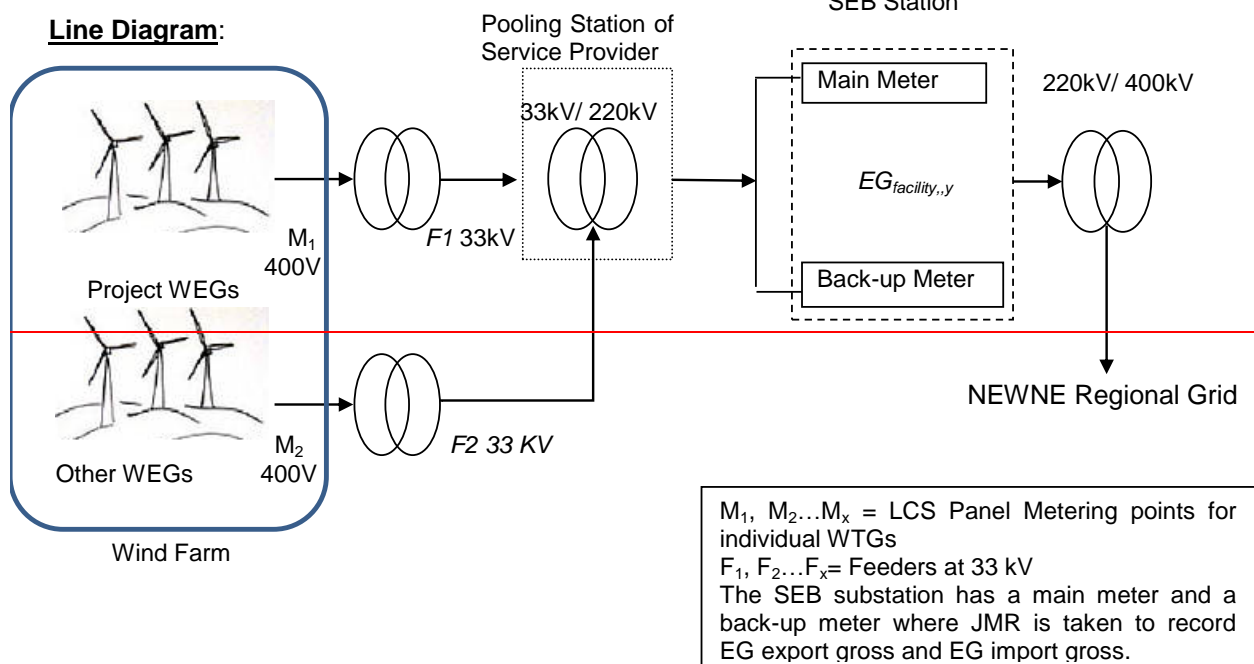 SEB Station
Line Diagram:
Pooling Station of
Service Provider
33kV/ 220kV
Main Meter
220kV/ 400kV
EGfacility,,y
M1
400V
F1 33kV
Project WEGs
Back-up Meter
NEWNE Regional Grid
M2
400V
F2 33 KV
Other WEGs
Wind Farm
M1, M2...Mx = LCS Panel Metering points for
individual WTGs
F1, F2…Fx= Feeders at 33 kV
The SEB substation has a main meter and a
back-up meter where JMR is taken to record
EG export gross and EG import gross.